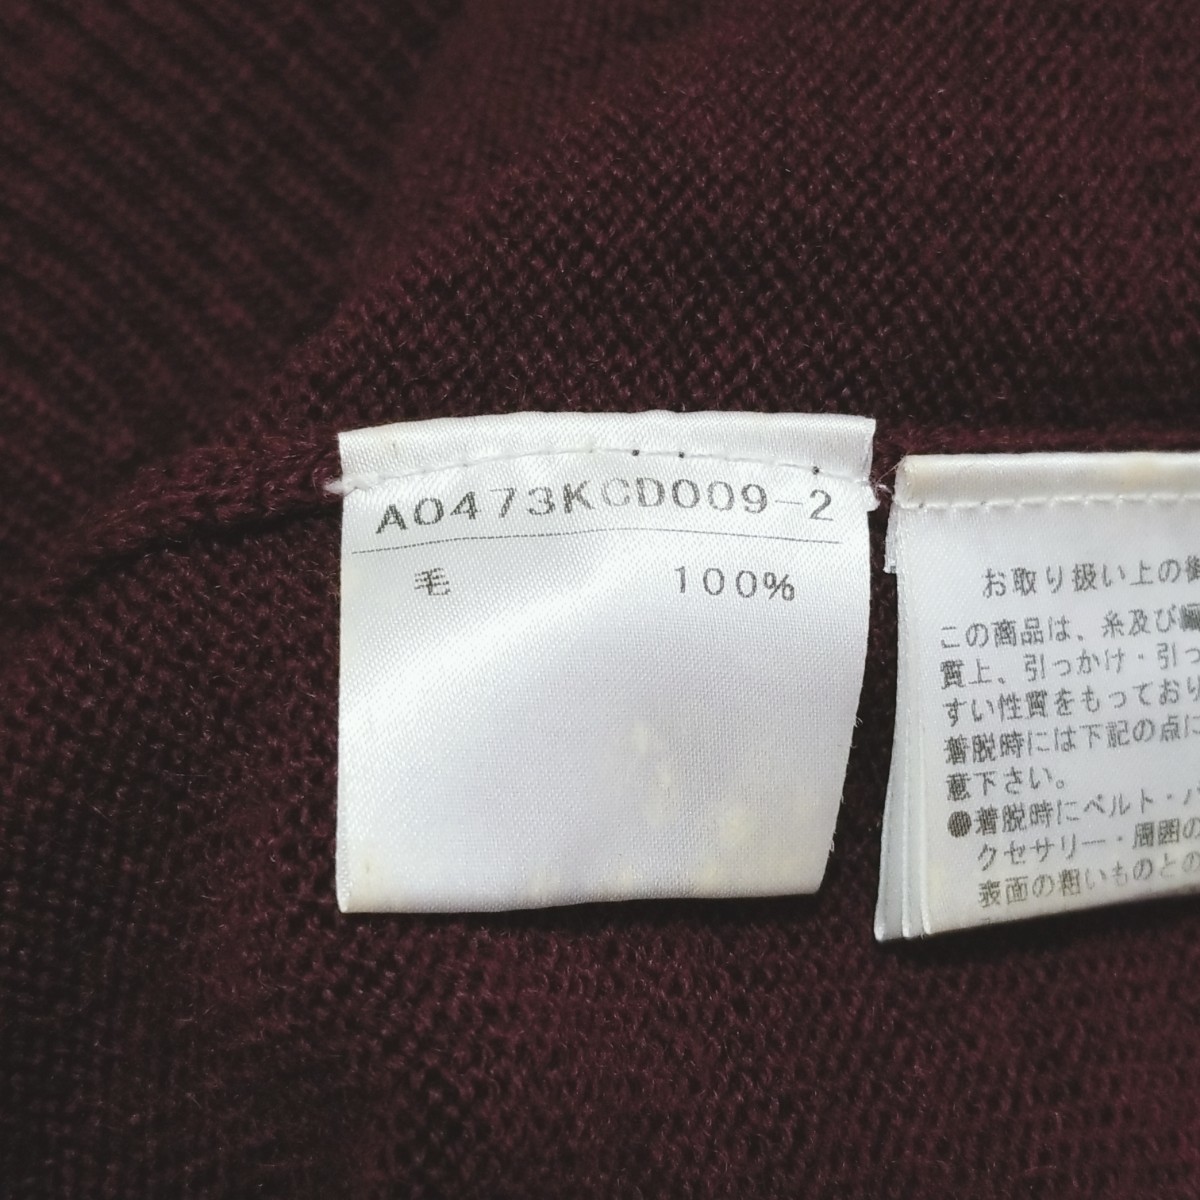 A0473KCD009-2
毛 100%
お取り扱い上の御
この商品は、糸及び編
質上、引っかけ・引っ
すい性質をもっており
着脱時には下記の点に
意下さい。
●着脱時にベルト・バ
クセサリー・周囲の
表面の粗いものとの